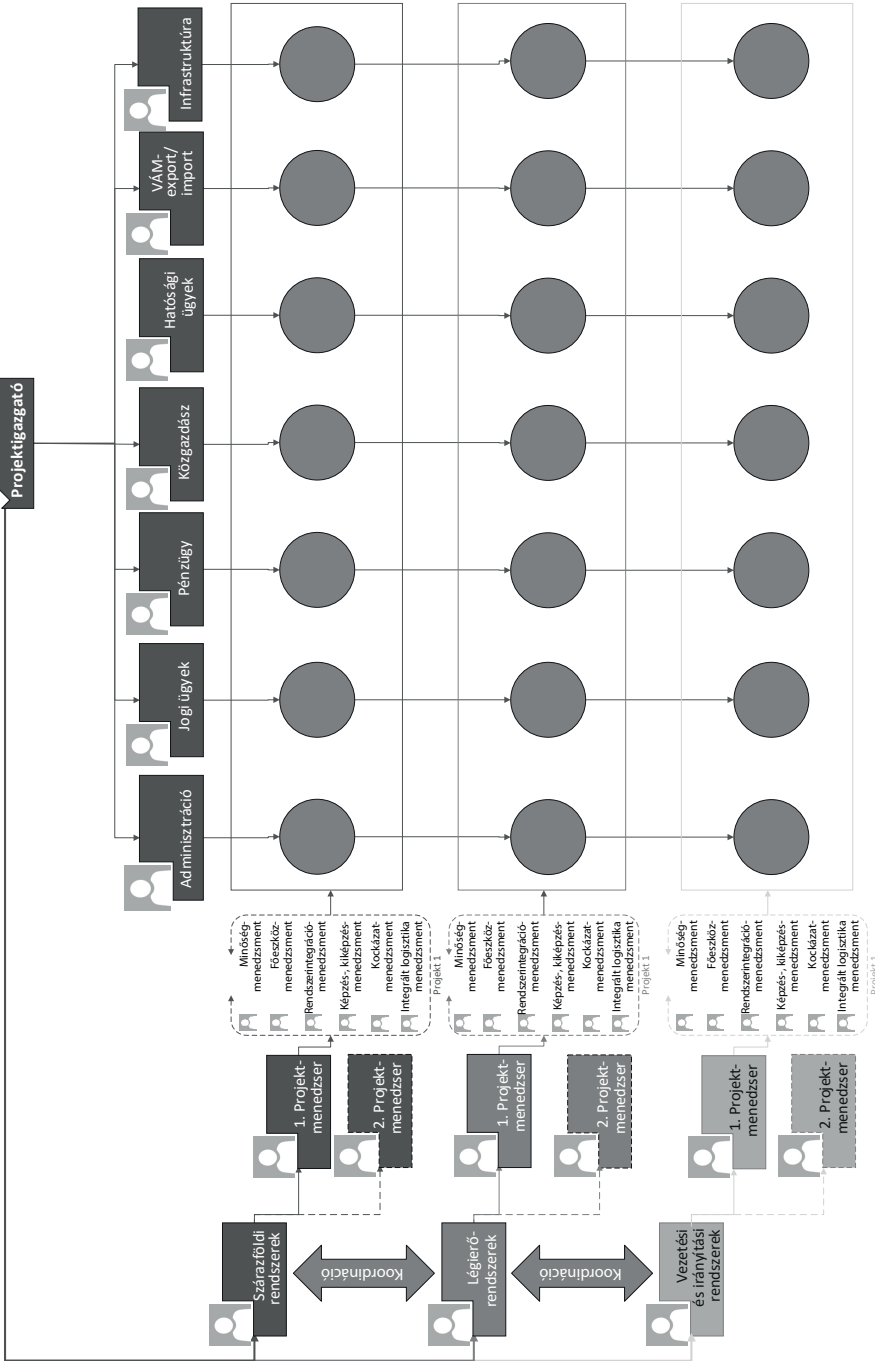 Projektigazgató
Adminisztráció
Jogi ügyek
Pénzügy
Közgazdász
Hatósági
ügyek
VÁM-
export/
import
Infrastruktúra
Szárazföldi
rendszerek
1. Projekt-
menedzser
2. Projekt-
menedzser
Minőség-
menedzsment
Főeszköz-
menedzsment
Rendszerintegráció-
menedzsment
Képzés-, kiképzés-
menedzsment
Kockázat-
menedzsment
Integrált logisztika
menedzsment
Projekt 1
Koordináció
Légierő-
rendszerek
1. Projekt-
menedzser
2. Projekt-
menedzser
Minőség-
menedzsment
Főeszköz-
menedzsment
Rendszerintegráció-
menedzsment
Képzés-, kiképzés-
menedzsment
Kockázat-
menedzsment
Integrált logisztika
menedzsment
Projekt 1
Koordináció
Vezetési
és irányítási
rendszerek
1. Projekt-
menedzser
2. Projekt-
menedzser
Minőség-
menedzsment
Főeszköz-
menedzsment
Rendszerintegráció-
menedzsment
Képzés-, kiképzés-
menedzsment
Kockázat-
menedzsment
Integrált logisztika
menedzsment
Projekt 1